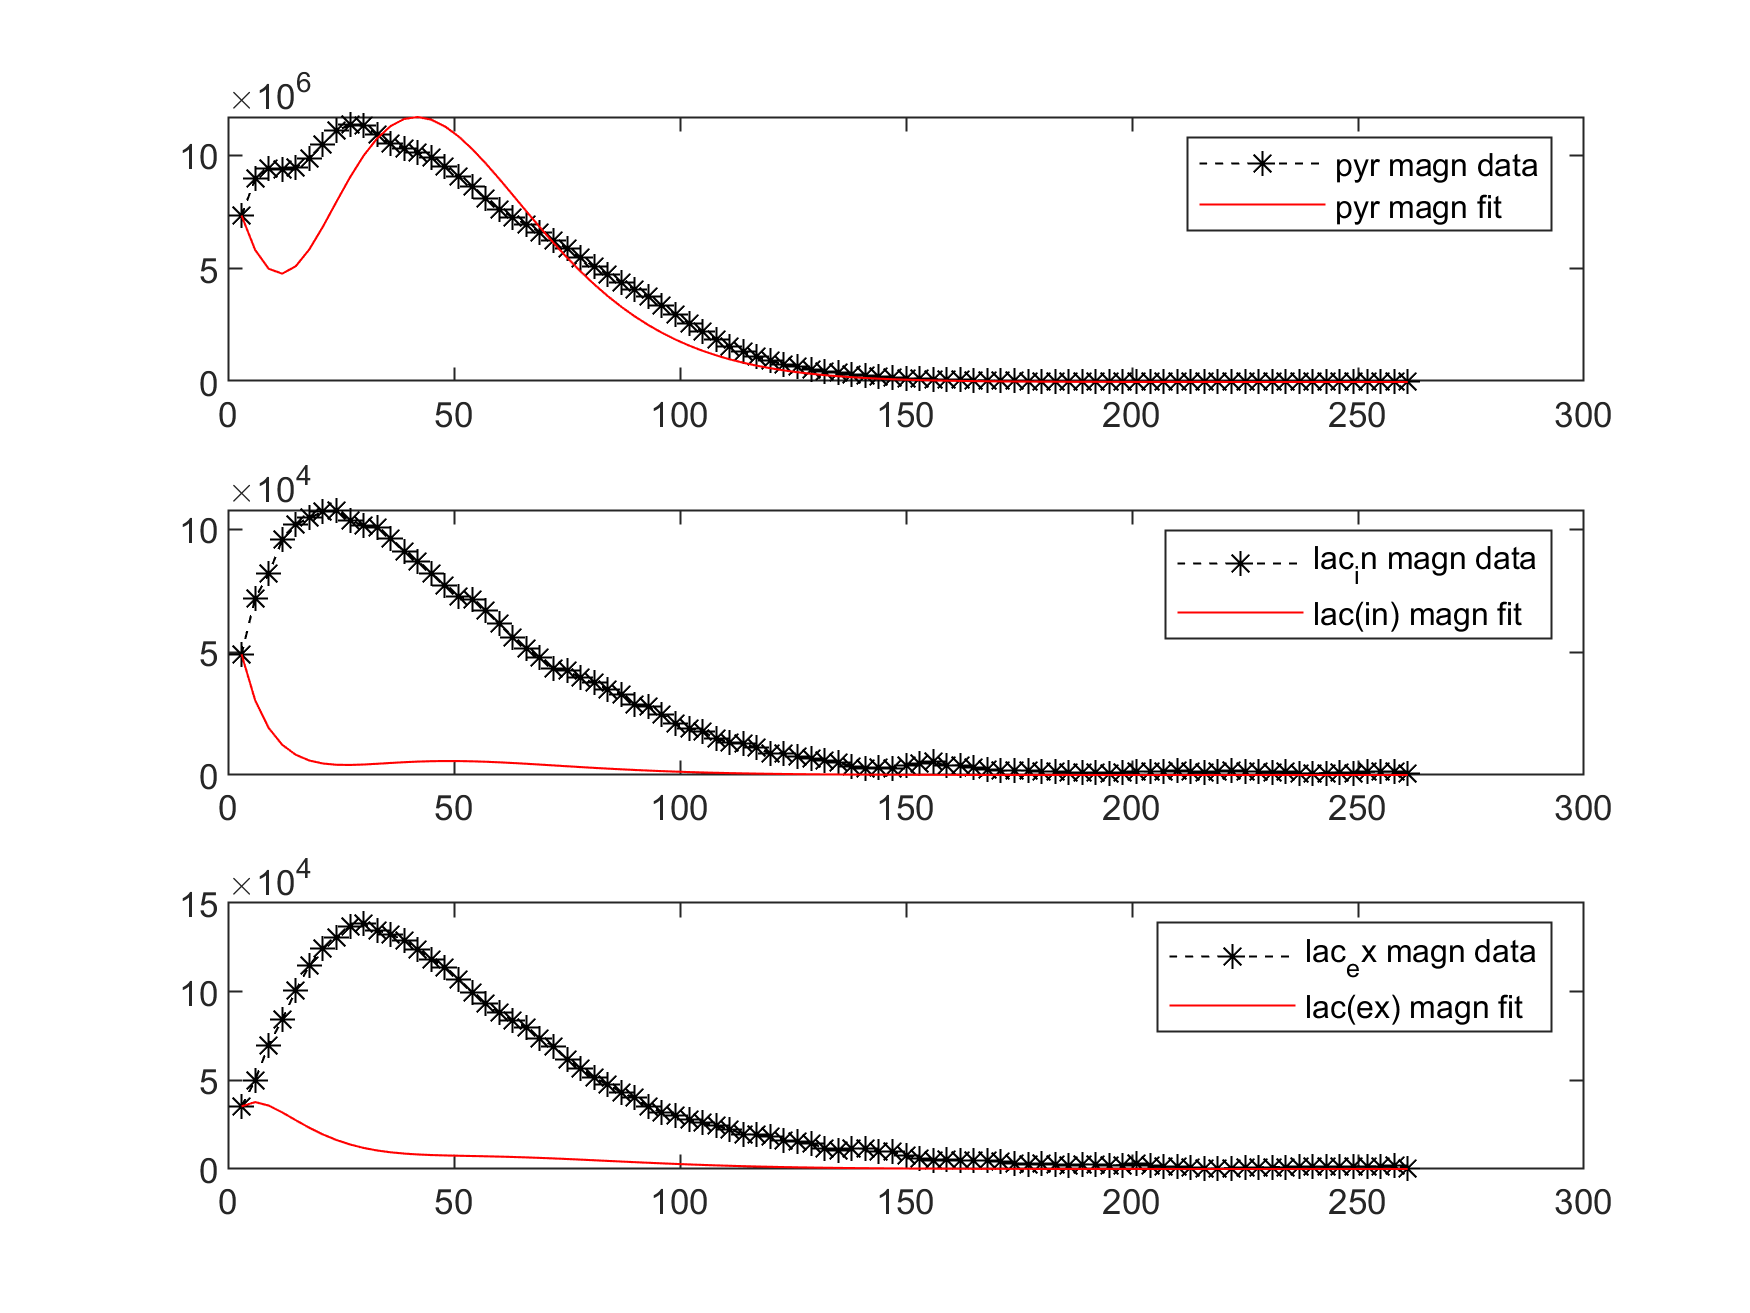 ×10^6
10
5
0
0 50 100 150 200 250 300
pyr magn data
pyr magn fit
×10^4
10
5
0
0 50 100 150 200 250 300
lac_in magn data
lac(in) magn fit
×10^4
15
10
5
0
0 50 100 150 200 250 300
lac_ex magn data
lac(ex) magn fit